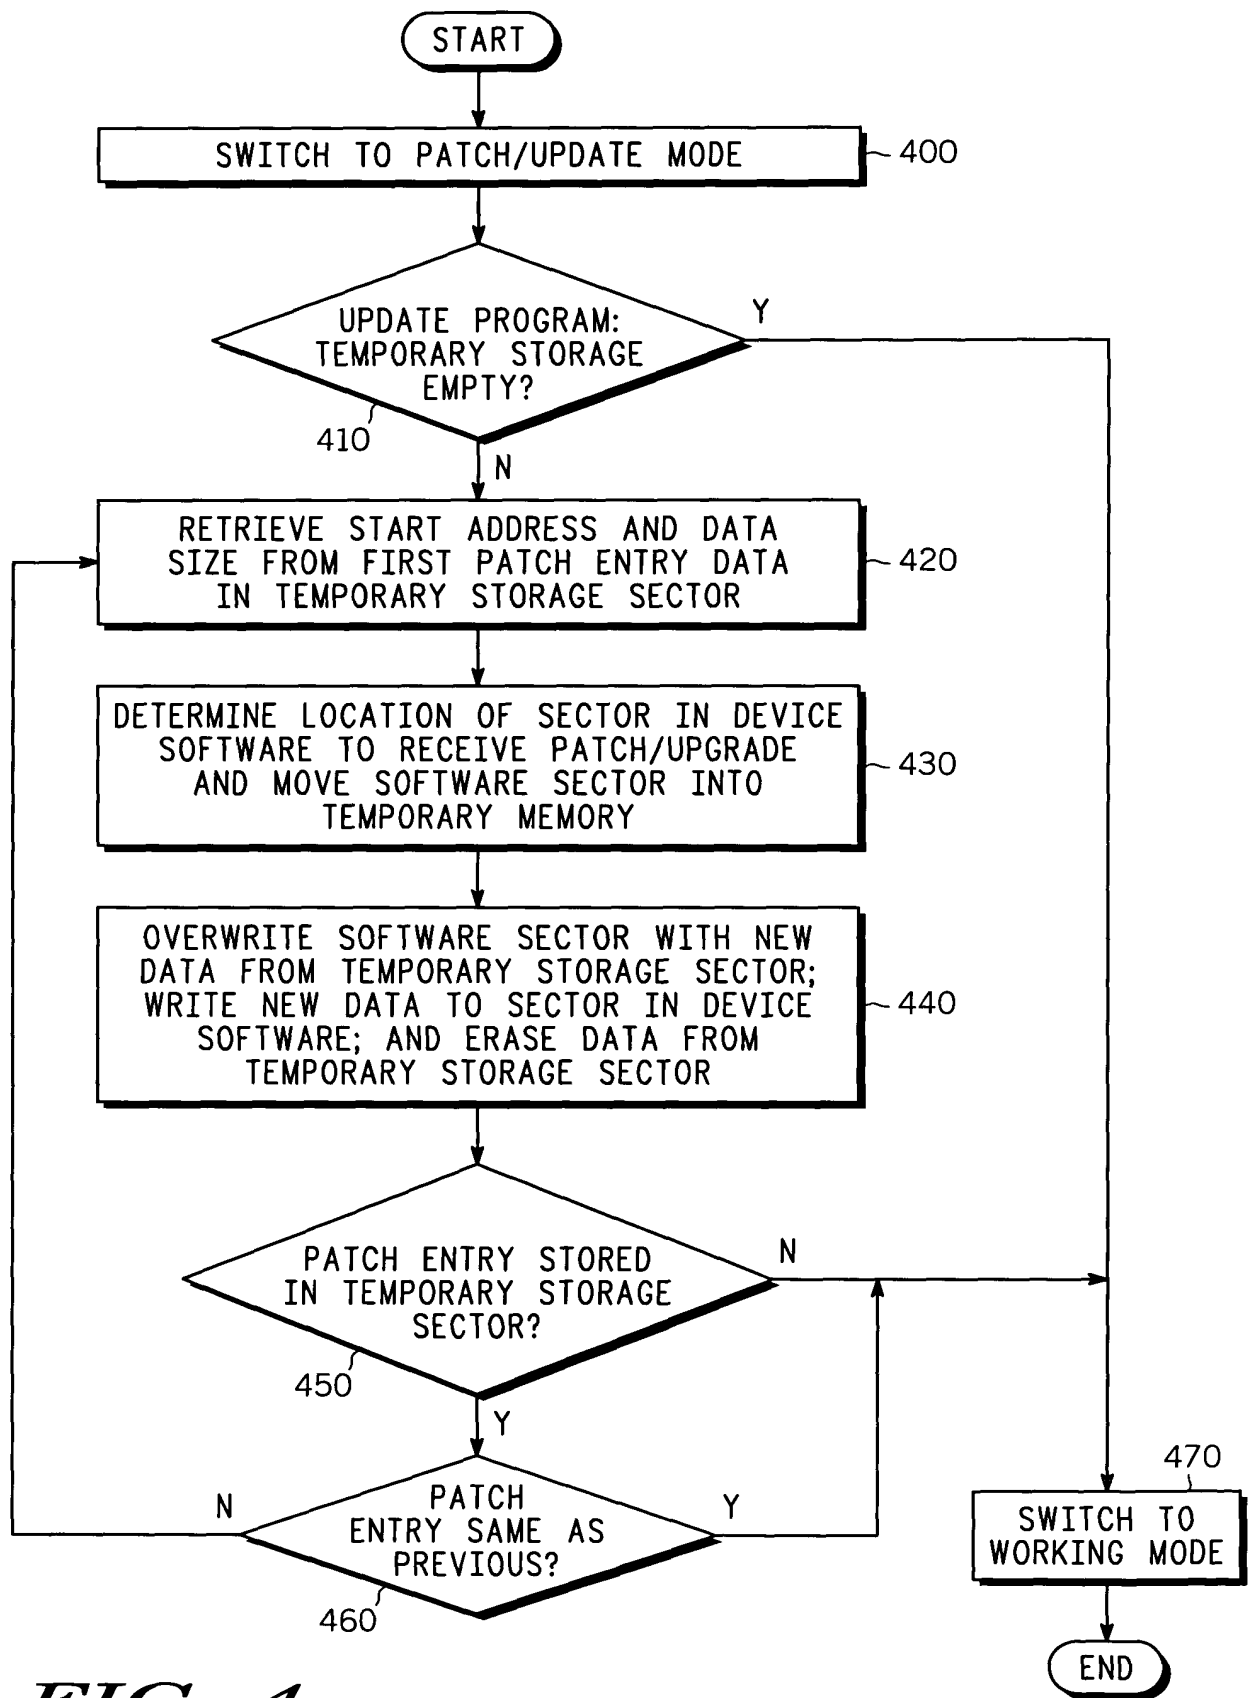 START
SWITCH TO PATCH/UPDATE MODE
400
UPDATE PROGRAM:
TEMPORARY STORAGE
EMPTY?
Y
410
N
RETRIEVE START ADDRESS AND DATA
SIZE FROM FIRST PATCH ENTRY DATA
IN TEMPORARY STORAGE SECTOR
420
DETERMINE LOCATION OF SECTOR IN DEVICE
SOFTWARE TO RECEIVE PATCH/UPGRADE
AND MOVE SOFTWARE SECTOR INTO
TEMPORARY MEMORY
430
OVERWRITE SOFTWARE SECTOR WITH NEW
DATA FROM TEMPORARY STORAGE SECTOR;
WRITE NEW DATA TO SECTOR IN DEVICE
SOFTWARE; AND ERASE DATA FROM
TEMPORARY STORAGE SECTOR
440
PATCH ENTRY STORED
IN TEMPORARY STORAGE
SECTOR?
N
450
Y
PATCH
ENTRY SAME AS
PREVIOUS?
N
Y
460
470
SWITCH TO
WORKING MODE
END
FIG. 4